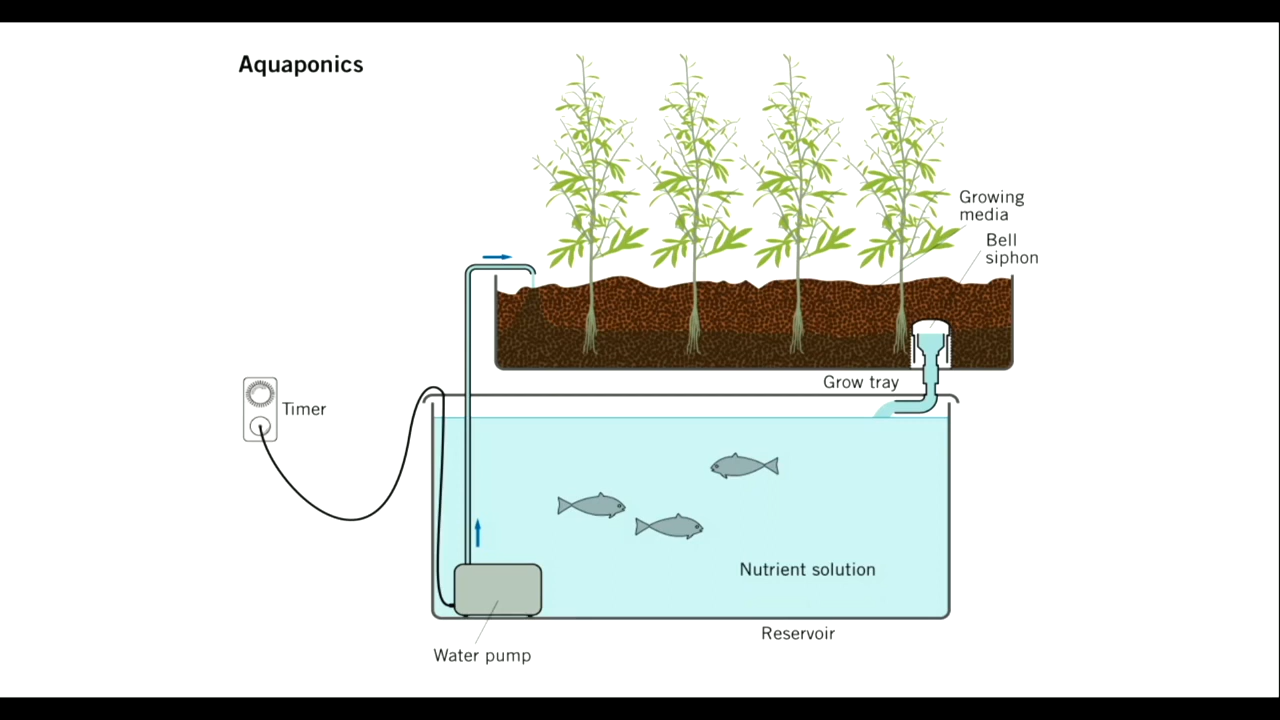 Aquaponics
Growing
media
Bell
siphon
Grow tray
Timer
Nutrient solution
Reservoir
Water pump